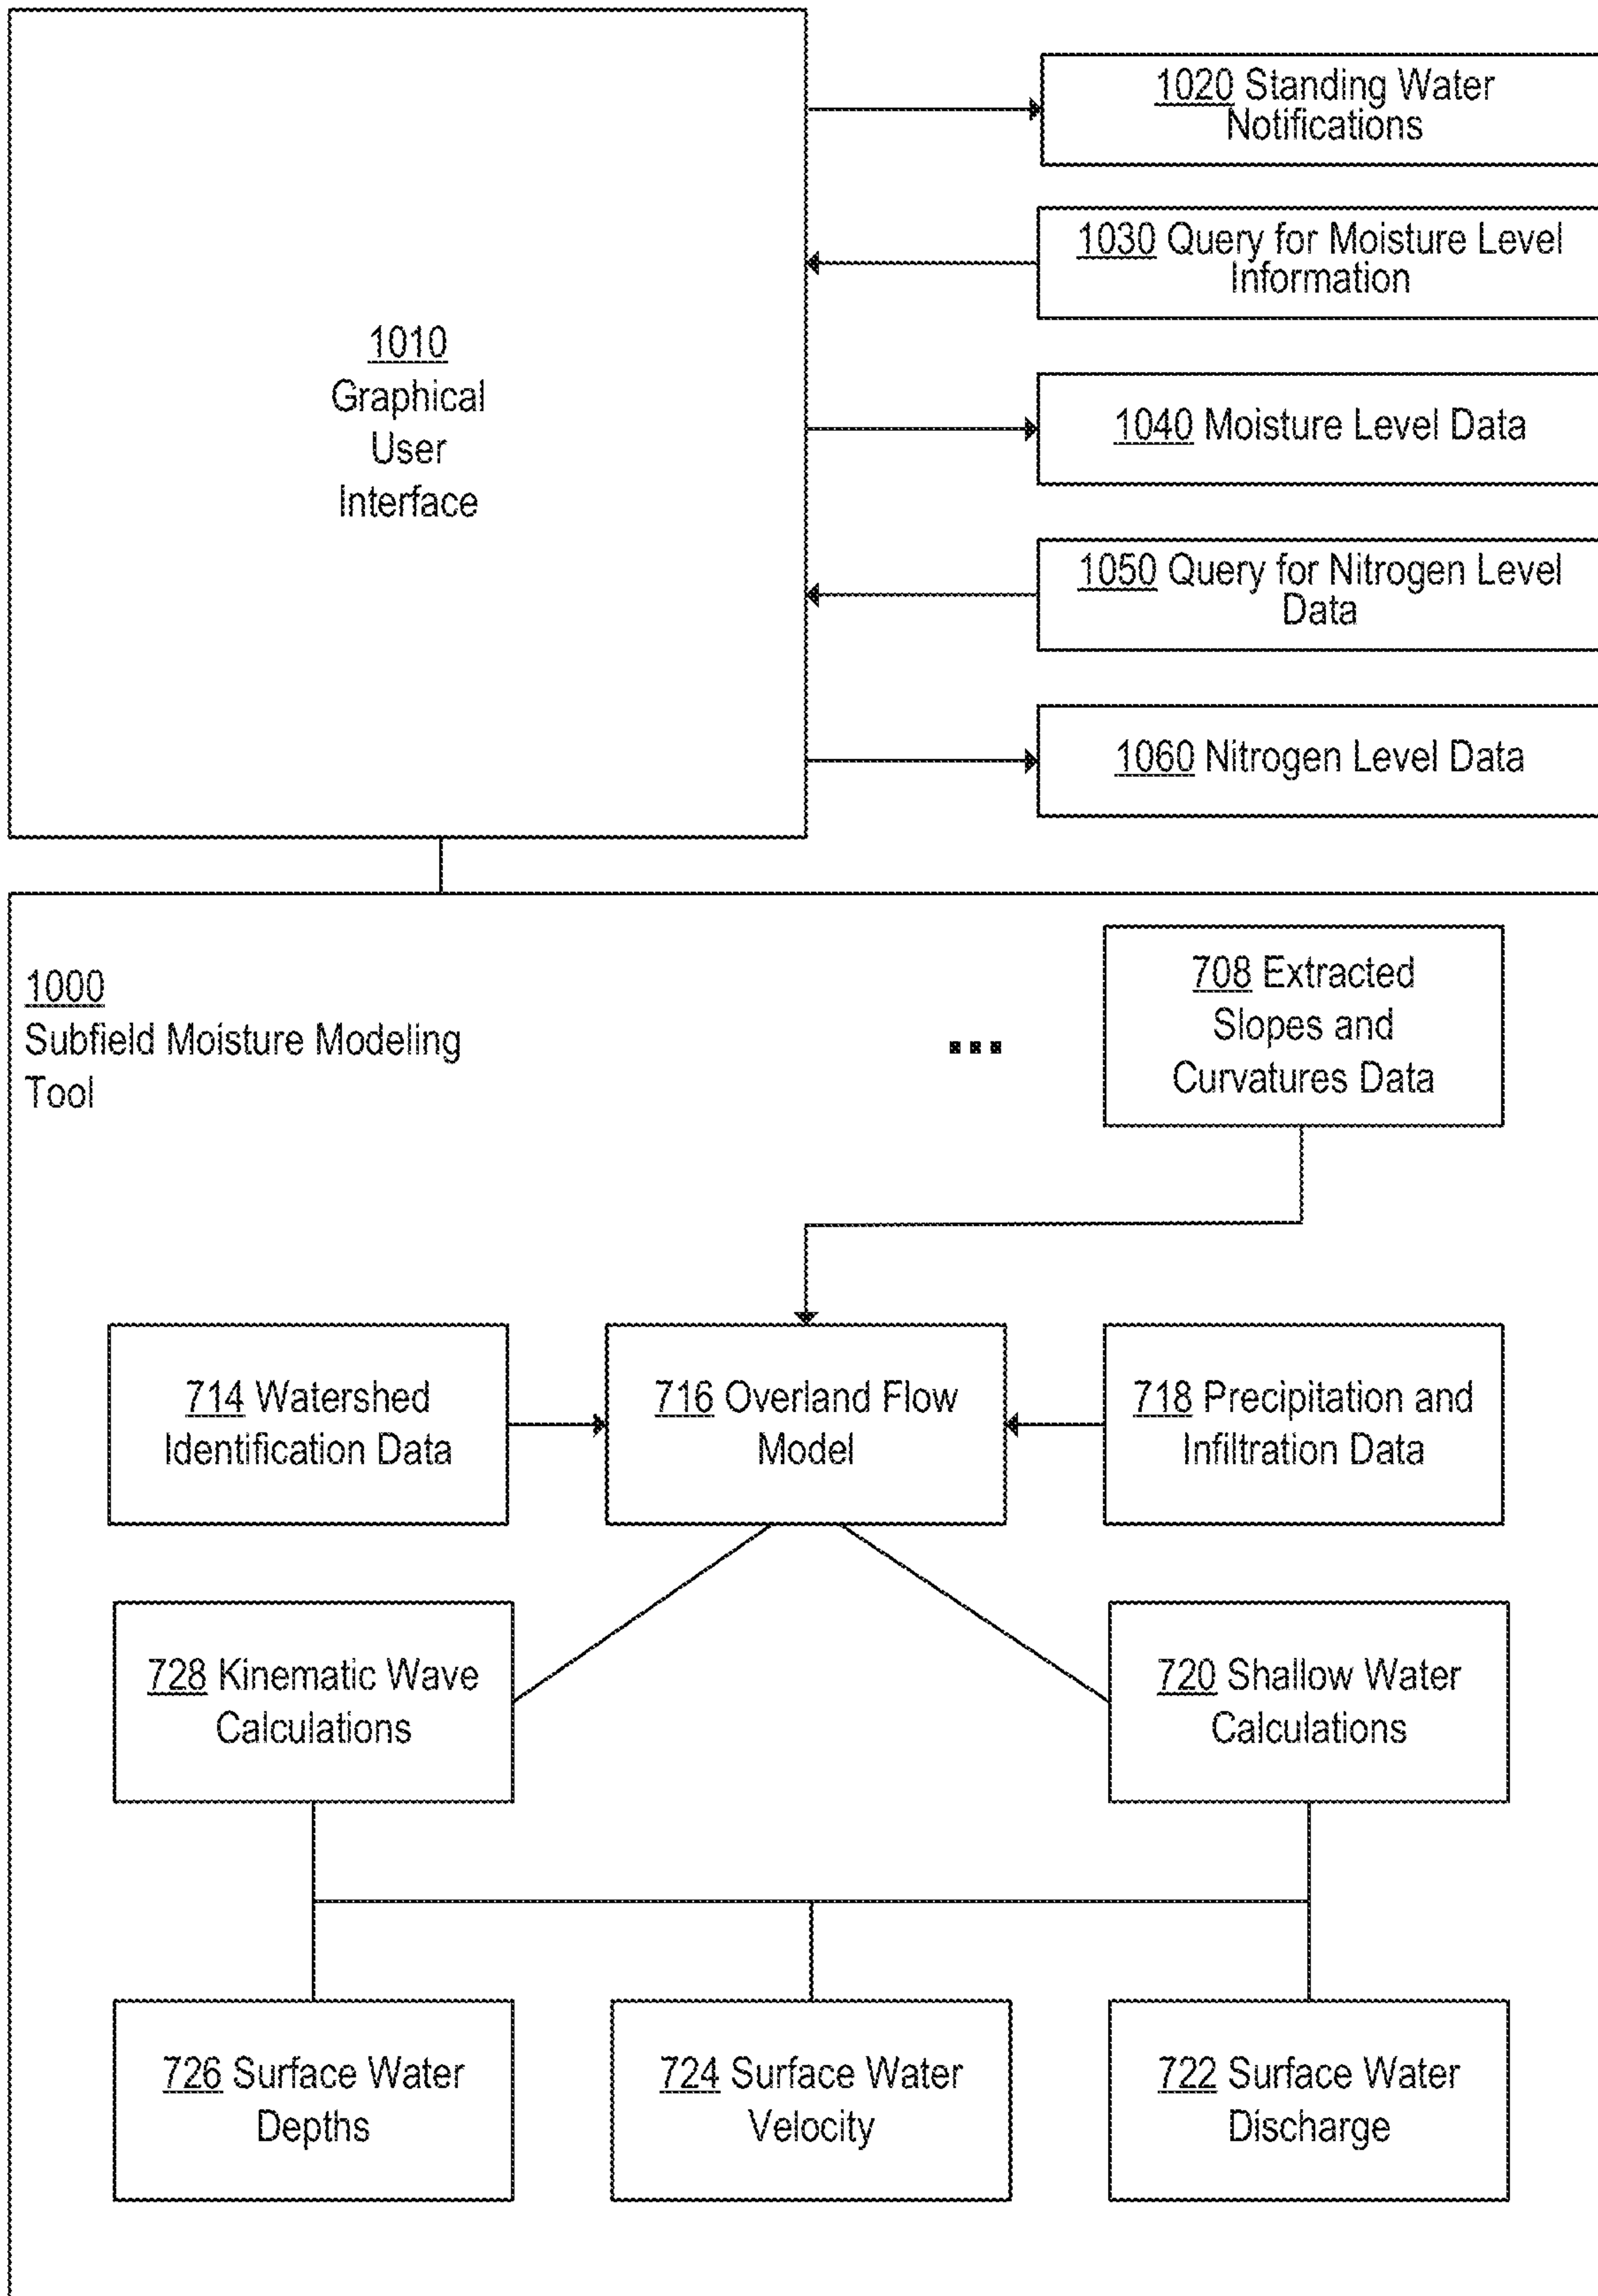 1010
Graphical
User
Interface
1020 Standing Water
Notifications
1030 Query for Moisture Level
Information
1040 Moisture Level Data
1050 Query for Nitrogen Level
Data
1060 Nitrogen Level Data
1000
Subfield Moisture Modeling
Tool
...
708 Extracted
Slopes and
Curvatures Data
714 Watershed
Identification Data
716 Overland Flow
Model
718 Precipitation and
Infiltration Data
728 Kinematic Wave
Calculations
720 Shallow Water
Calculations
726 Surface Water
Depths
724 Surface Water
Velocity
722 Surface Water
Discharge